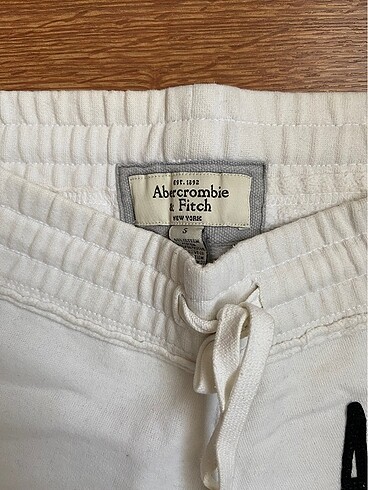 EST. 1892
Abercrombie
& Fitch
NEW YORK
S
A